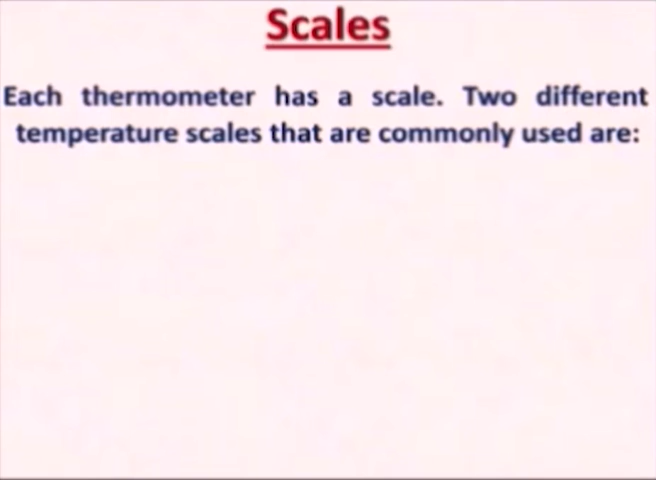 Scales
Each thermometer has a scale. Two different
temperature scales that are commonly used are: